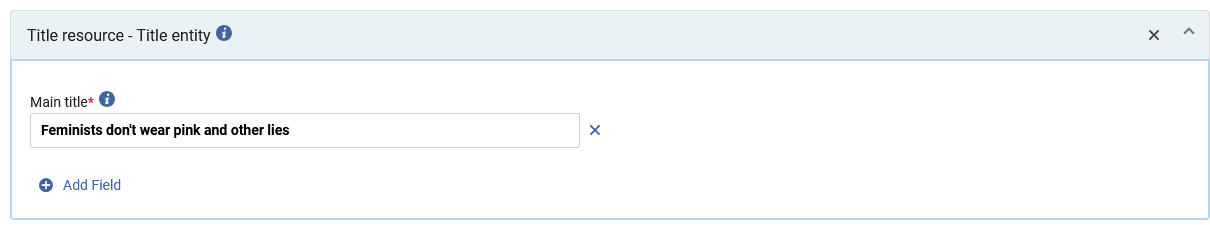 Title resource - Title entity
Main title*
Feminists don't wear pink and other lies
Add Field